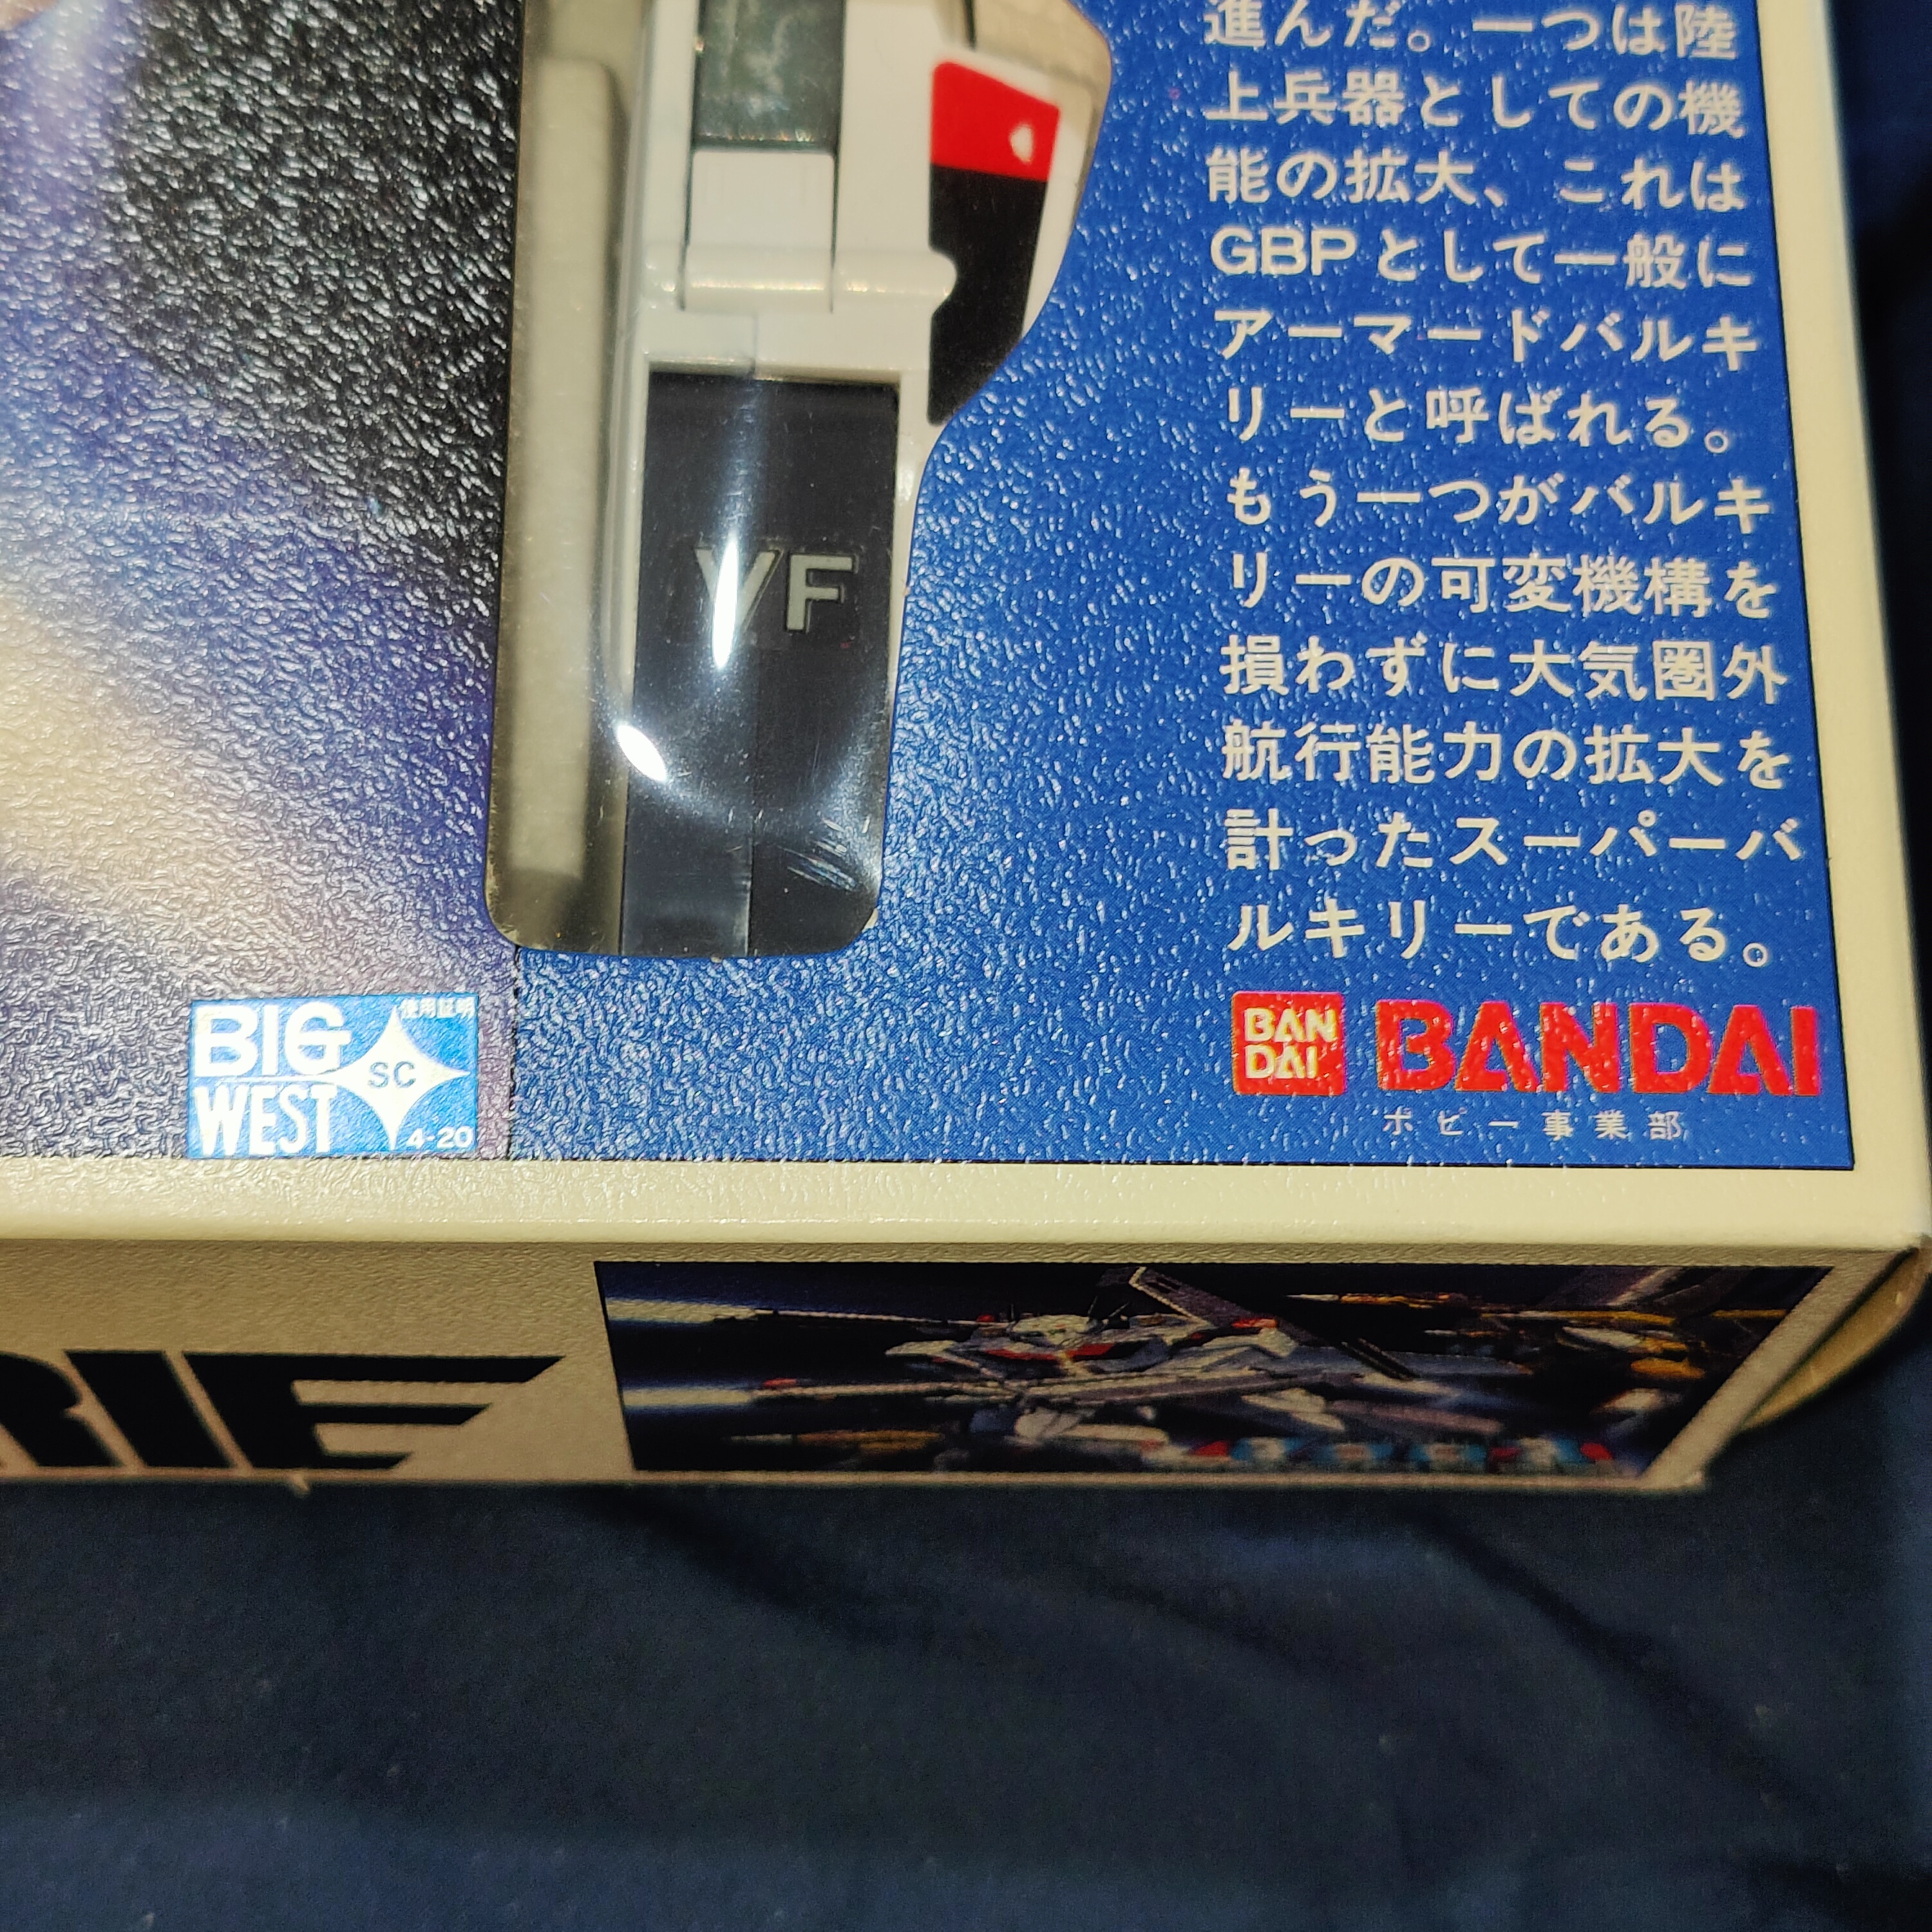 進んだ。一つは陸
上兵器としての機
能の拡大、これは
GBPとして一般に
アーマードバルキ
リーと呼ばれる。
もう一つがバルキ
リーの可変機構を
損わずに大気圏外
航行能力の拡大を
計ったスーパーバ
ルキリーである。
VF
BIG
WEST
使用証明
SC
4-20
BAN
DAI
BANDAI
ポピー事業部
RIE